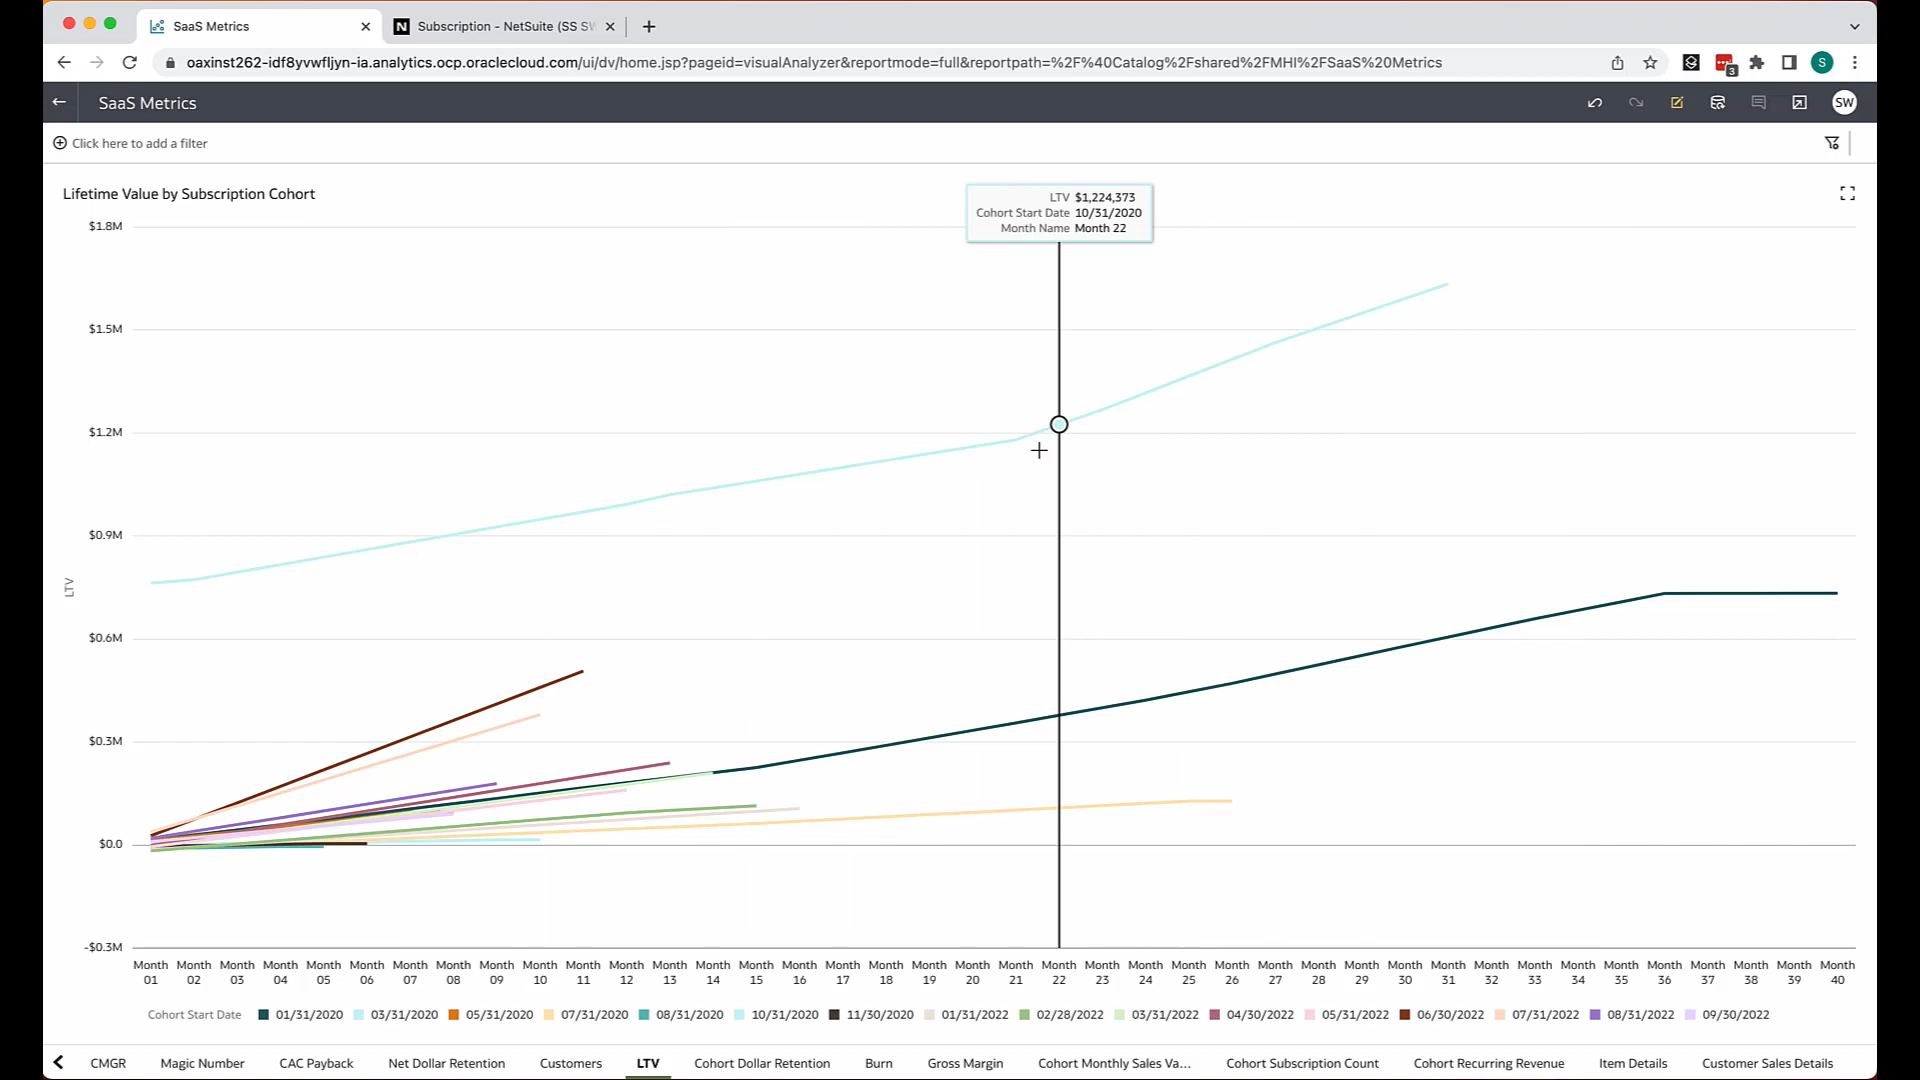 SaaS Metrics
Subscription - NetSuite (SS SW
oaxinst262-idf8yvwfljyn-ia.analytics.ocp.oraclecloud.com/ui/dv/home.jsp?pageid=visualAnalyzer&reportmode=full&reportpath=%2F%40Catalog%2Fshared%2FMHI%2FSaaS%20Metrics
3
S
SaaS Metrics
SW
Click here to add a filter
Lifetime Value by Subscription Cohort
LTV $1,224,373
Cohort Start Date 10/31/2020
Month Name Month 22
$1.8M
$1.5M
$1.2M
$0.9M
$0.6M
$0.3M
$0.0
-$0.3M
LTV
Month 01
Month 02
Month 03
Month 04
Month 05
Month 06
Month 07
Month 08
Month 09
Month 10
Month 11
Month 12
Month 13
Month 14
Month 15
Month 16
Month 17
Month 18
Month 19
Month 20
Month 21
Month 22
Month 23
Month 24
Month 25
Month 26
Month 27
Month 28
Month 29
Month 30
Month 31
Month 32
Month 33
Month 34
Month 35
Month 36
Month 37
Month 38
Month 39
Month 40
Cohort Start Date 01/31/2020 03/31/2020 05/31/2020 07/31/2020 08/31/2020 10/31/2020 11/30/2020 01/31/2022 02/28/2022 03/31/2022 04/30/2022 05/31/2022 06/30/2022 07/31/2022 08/31/2022 09/30/2022
CMGR Magic Number CAC Payback Net Dollar Retention Customers LTV Cohort Dollar Retention Burn Gross Margin Cohort Monthly Sales Va... Cohort Subscription Count Cohort Recurring Revenue Item Details Customer Sales Details